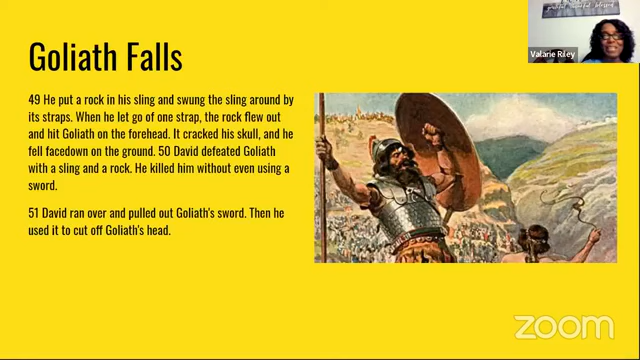 grateful thankful blessed
Valarie Riley
Goliath Falls
49 He put a rock in his sling and swung the sling around by
its straps. When he let go of one strap, the rock flew out
and hit Goliath on the forehead. It cracked his skull, and he
fell facedown on the ground. 50 David defeated Goliath
with a sling and a rock. He killed him without even using a
sword.
51 David ran over and pulled out Goliath's sword. Then he
used it to cut off Goliath's head.
zoom